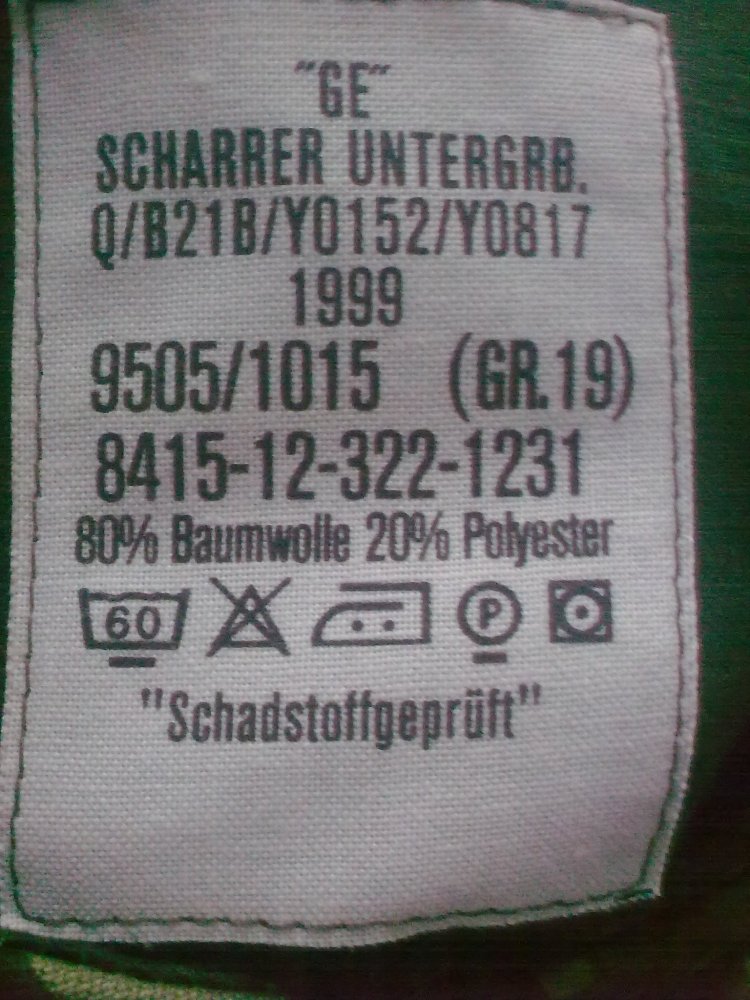 "GE"
SCHARRER UNTERGRB.
Q/B21B/Y0152/Y0817
1999
9505/1015 (GR.19)
8415-12-322-1231
80% Baumwolle 20% Polyester
60 P
"Schadstoffgeprüft"